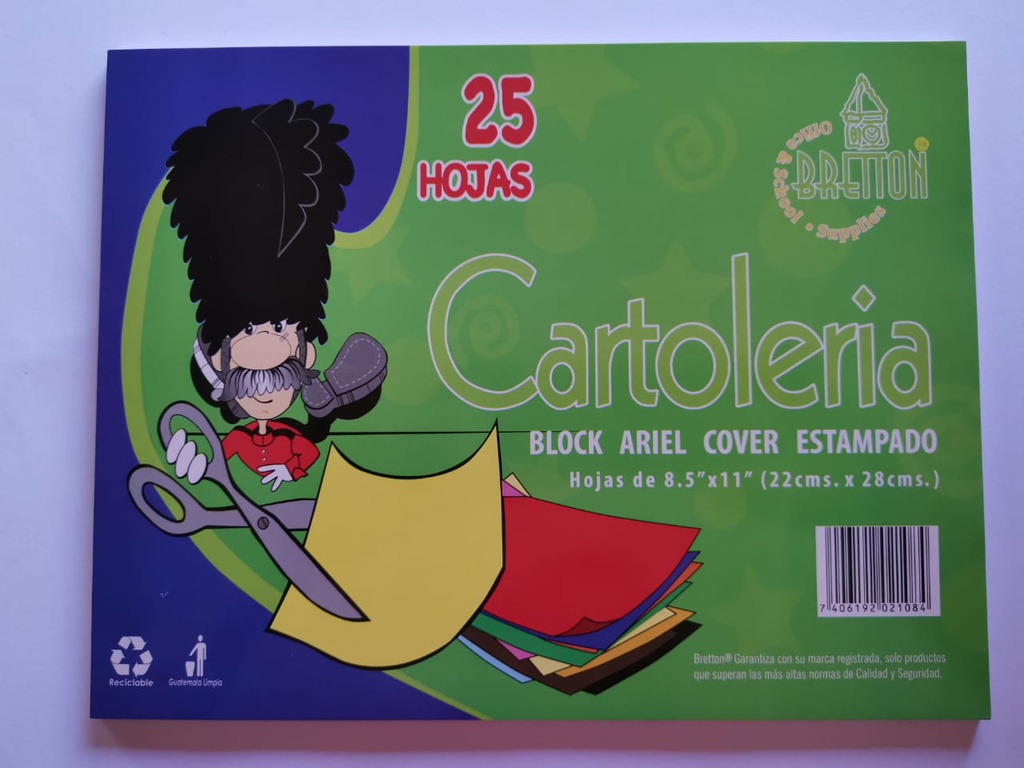 25
HOJAS
BRETTON
Office & School • Supplies
Cartoleria
BLOCK ARIEL COVER ESTAMPADO
Hojas de 8.5"x11" (22cms. x 28cms.)
7 406192 021084
Bretton® Garantiza con su marca registrada, solo productos
que superan las más altas normas de Calidad y Seguridad.
Reciclable
Guatemala Limpia